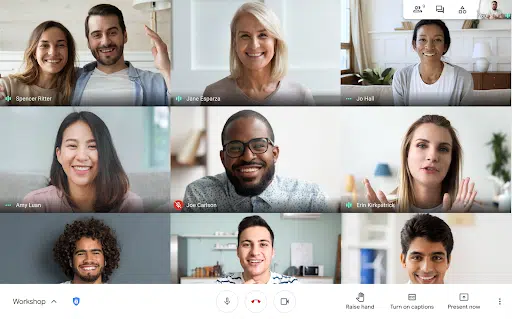 Spencer Ritter
Jane Esparza
Jo Hall
Amy Luan
Joe Carlson
Erin Kirkpatrick
Workshop
Raise hand
Turn on captions
Present now